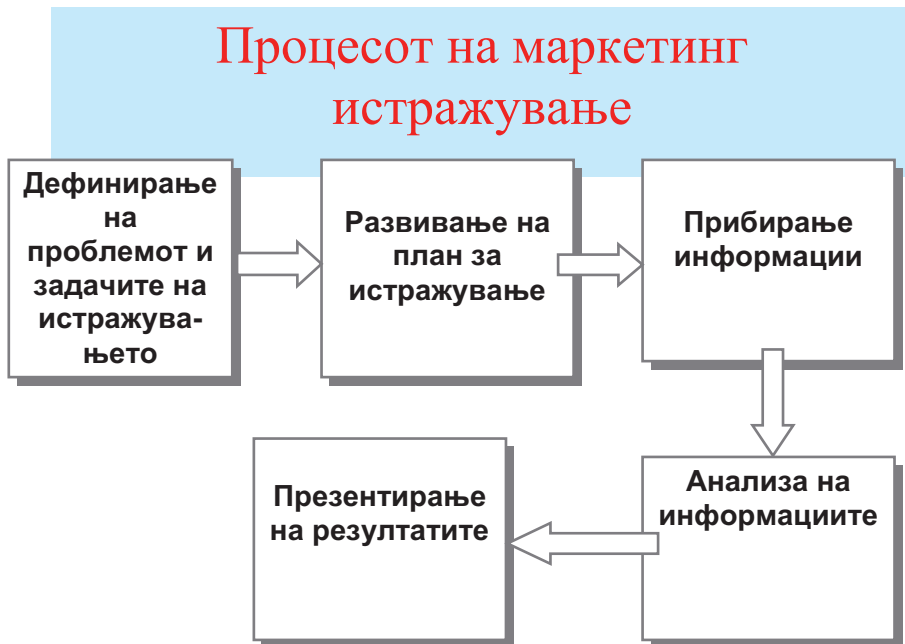 Процесот на маркетинг
истражување
Дефинирање
на
проблемот и
задачите на
истражува-
њето
Развивање на
план за
истражување
Прибирање
информации
Анализа на
информациите
Презентирање
на резултатите